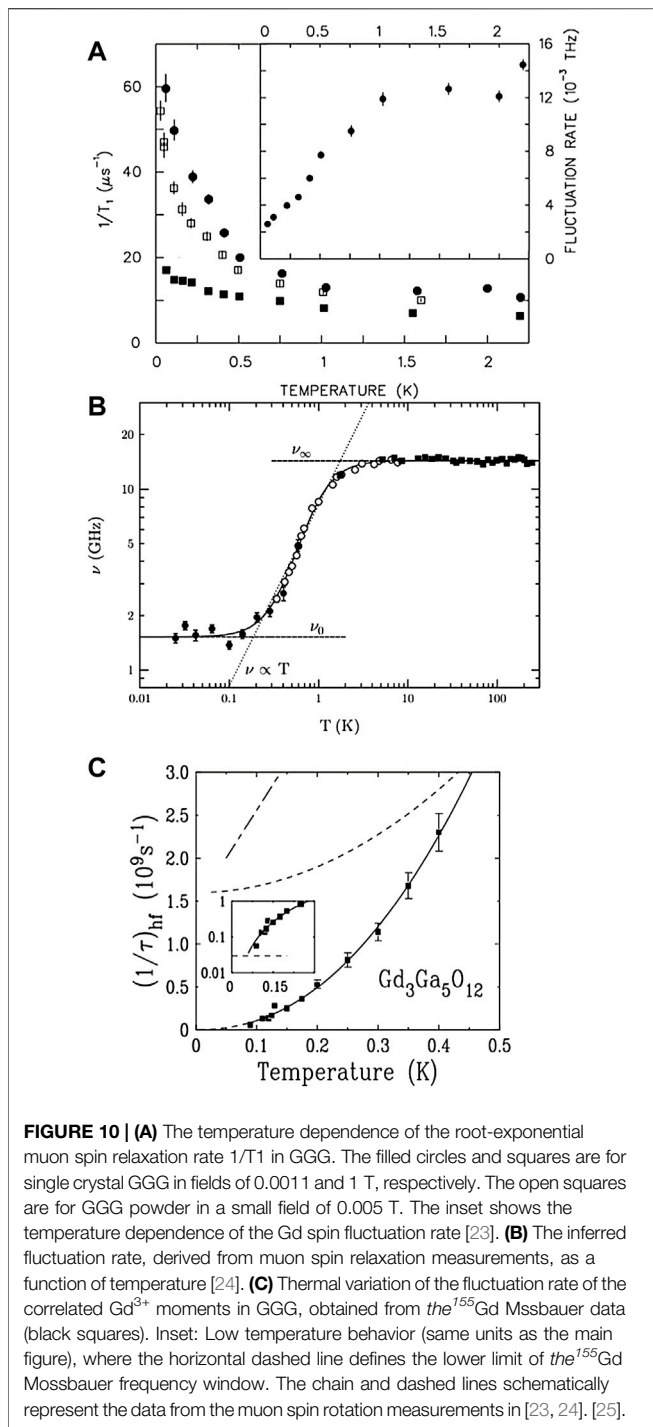 A
0 0.5 1 1.5 2
60
40
20
0
1/T₁ (μs⁻¹)
16
12
8
4
0
FLUCTUATION RATE (10⁻³ THz)
0 0.5 1 1.5 2
TEMPERATURE (K)
B
20
10
5
2
1
ν (GHz)
ν∞
ν₀
ν ∝ T
0.01 0.1 1 10 100
T (K)
C
3.0
2.5
2.0
1.5
1.0
0.5
0
(1/τ)hf (10⁹s⁻¹)
1
0.1
0.01
0 0.15
Gd₃Ga₅O₁₂
0 0.1 0.2 0.3 0.4 0.5
Temperature (K)
FIGURE 10 | (A) The temperature dependence of the root-exponential
muon spin relaxation rate 1/T1 in GGG. The filled circles and squares are for
single crystal GGG in fields of 0.0011 and 1 T, respectively. The open squares
are for GGG powder in a small field of 0.005 T. The inset shows the
temperature dependence of the Gd spin fluctuation rate [23]. (B) The inferred
fluctuation rate, derived from muon spin relaxation measurements, as a
function of temperature [24]. (C) Thermal variation of the fluctuation rate of the
correlated Gd³⁺ moments in GGG, obtained from the¹⁵⁵Gd Mssbauer data
(black squares). Inset: Low temperature behavior (same units as the main
figure), where the horizontal dashed line defines the lower limit of the¹⁵⁵Gd
Mossbauer frequency window. The chain and dashed lines schematically
represent the data from the muon spin rotation measurements in [23, 24]. [25].